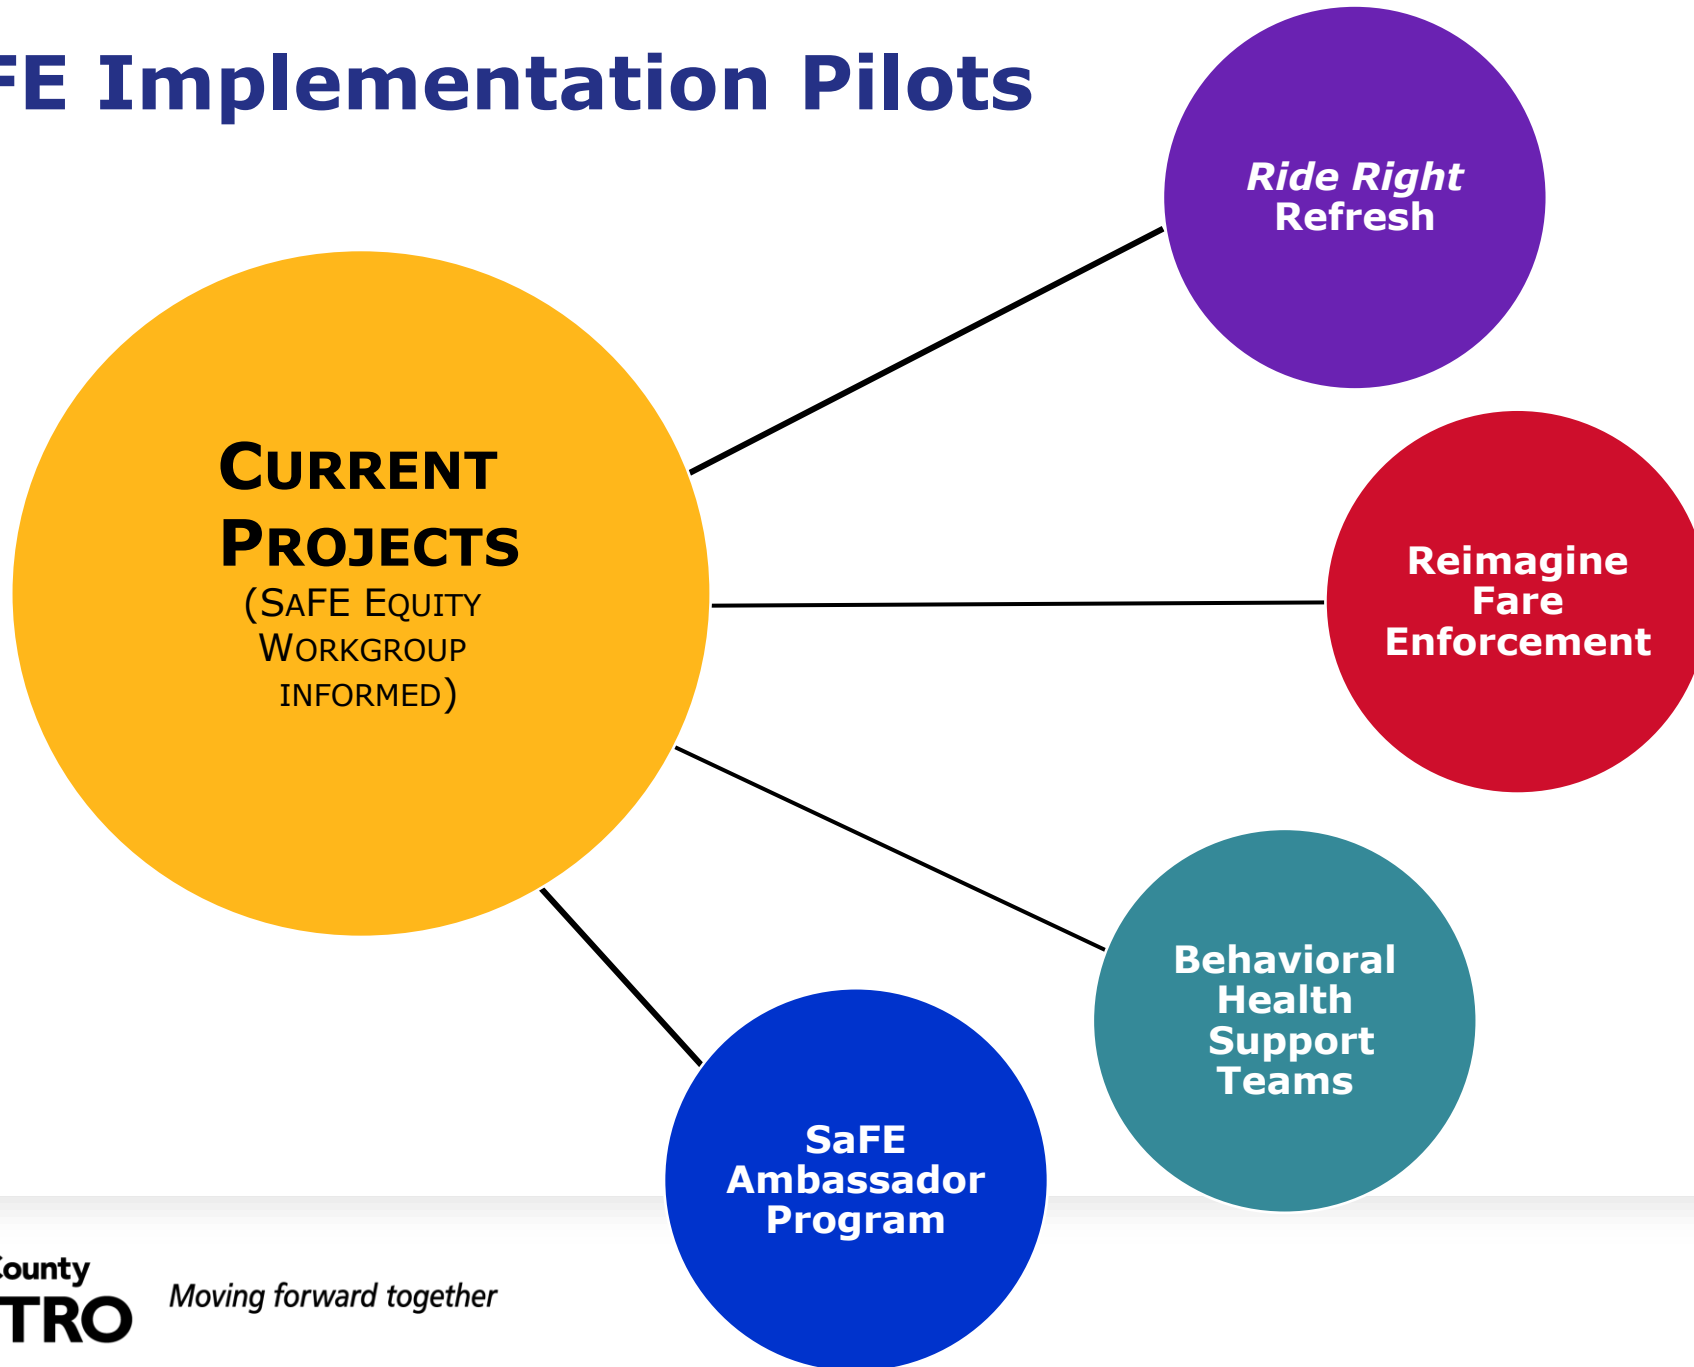 FE Implementation Pilots
Ride Right
Refresh
CURRENT
PROJECTS
(SAFE EQUITY
WORKGROUP
INFORMED)
Reimagine
Fare
Enforcement
Behavioral
Health
Support
Teams
SaFE
Ambassador
Program
County
TRO
Moving forward together